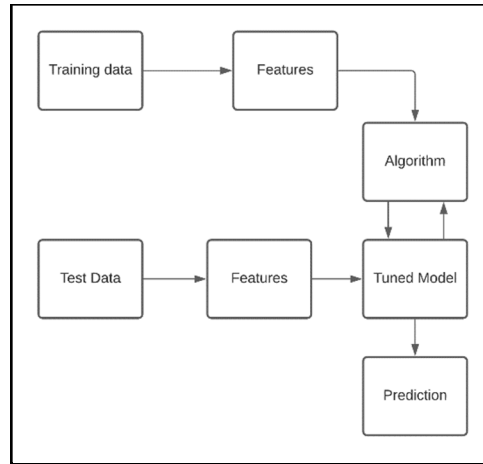 Training data
Features
Algorithm
Test Data
Features
Tuned Model
Prediction